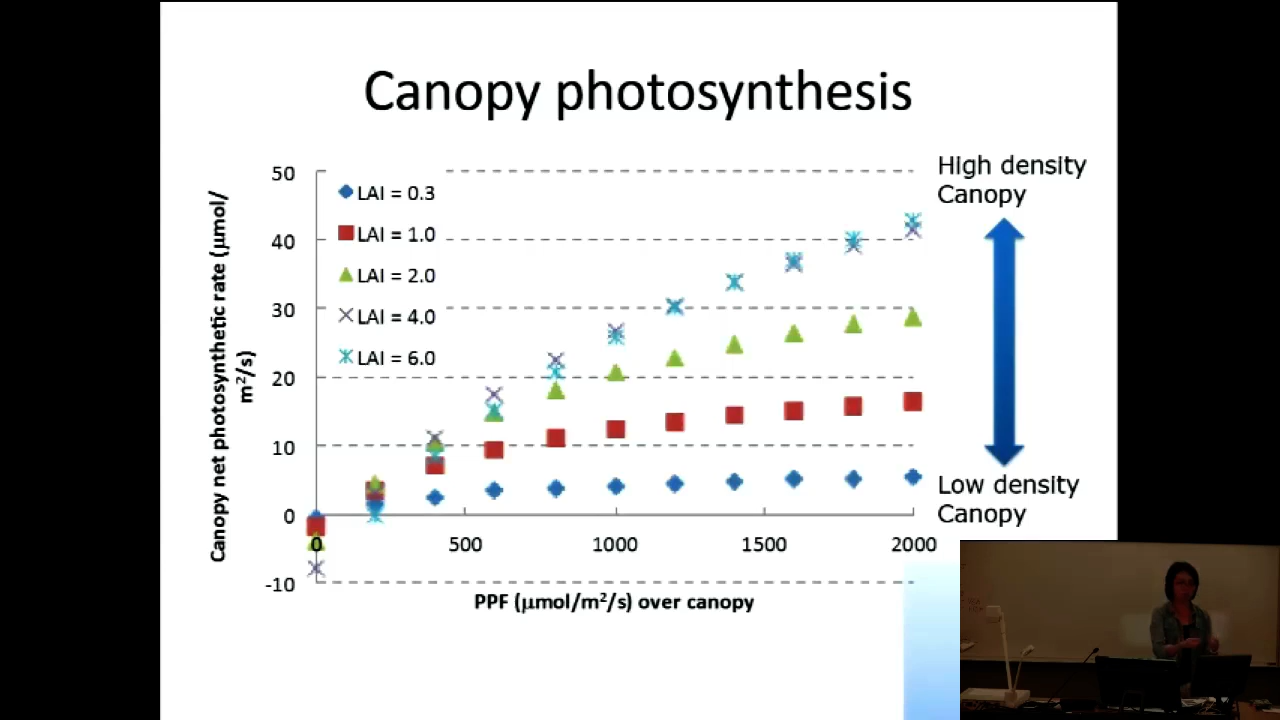 Canopy photosynthesis
High density
Canopy
50
40
30
20
10
0
-10
LAI = 0.3
LAI = 1.0
LAI = 2.0
LAI = 4.0
LAI = 6.0
Canopy net photosynthetic rate (μmol/
m²/s)
Low density
Canopy
0
500
1000
1500
2000
PPF (μmol/m²/s) over canopy